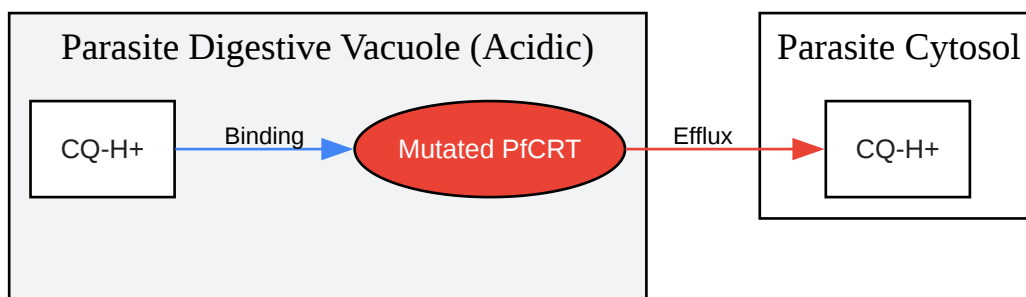 Parasite Digestive Vacuole (Acidic)
Parasite Cytosol
CQ-H+
Binding
Mutated PfCRT
Efflux
CQ-H+